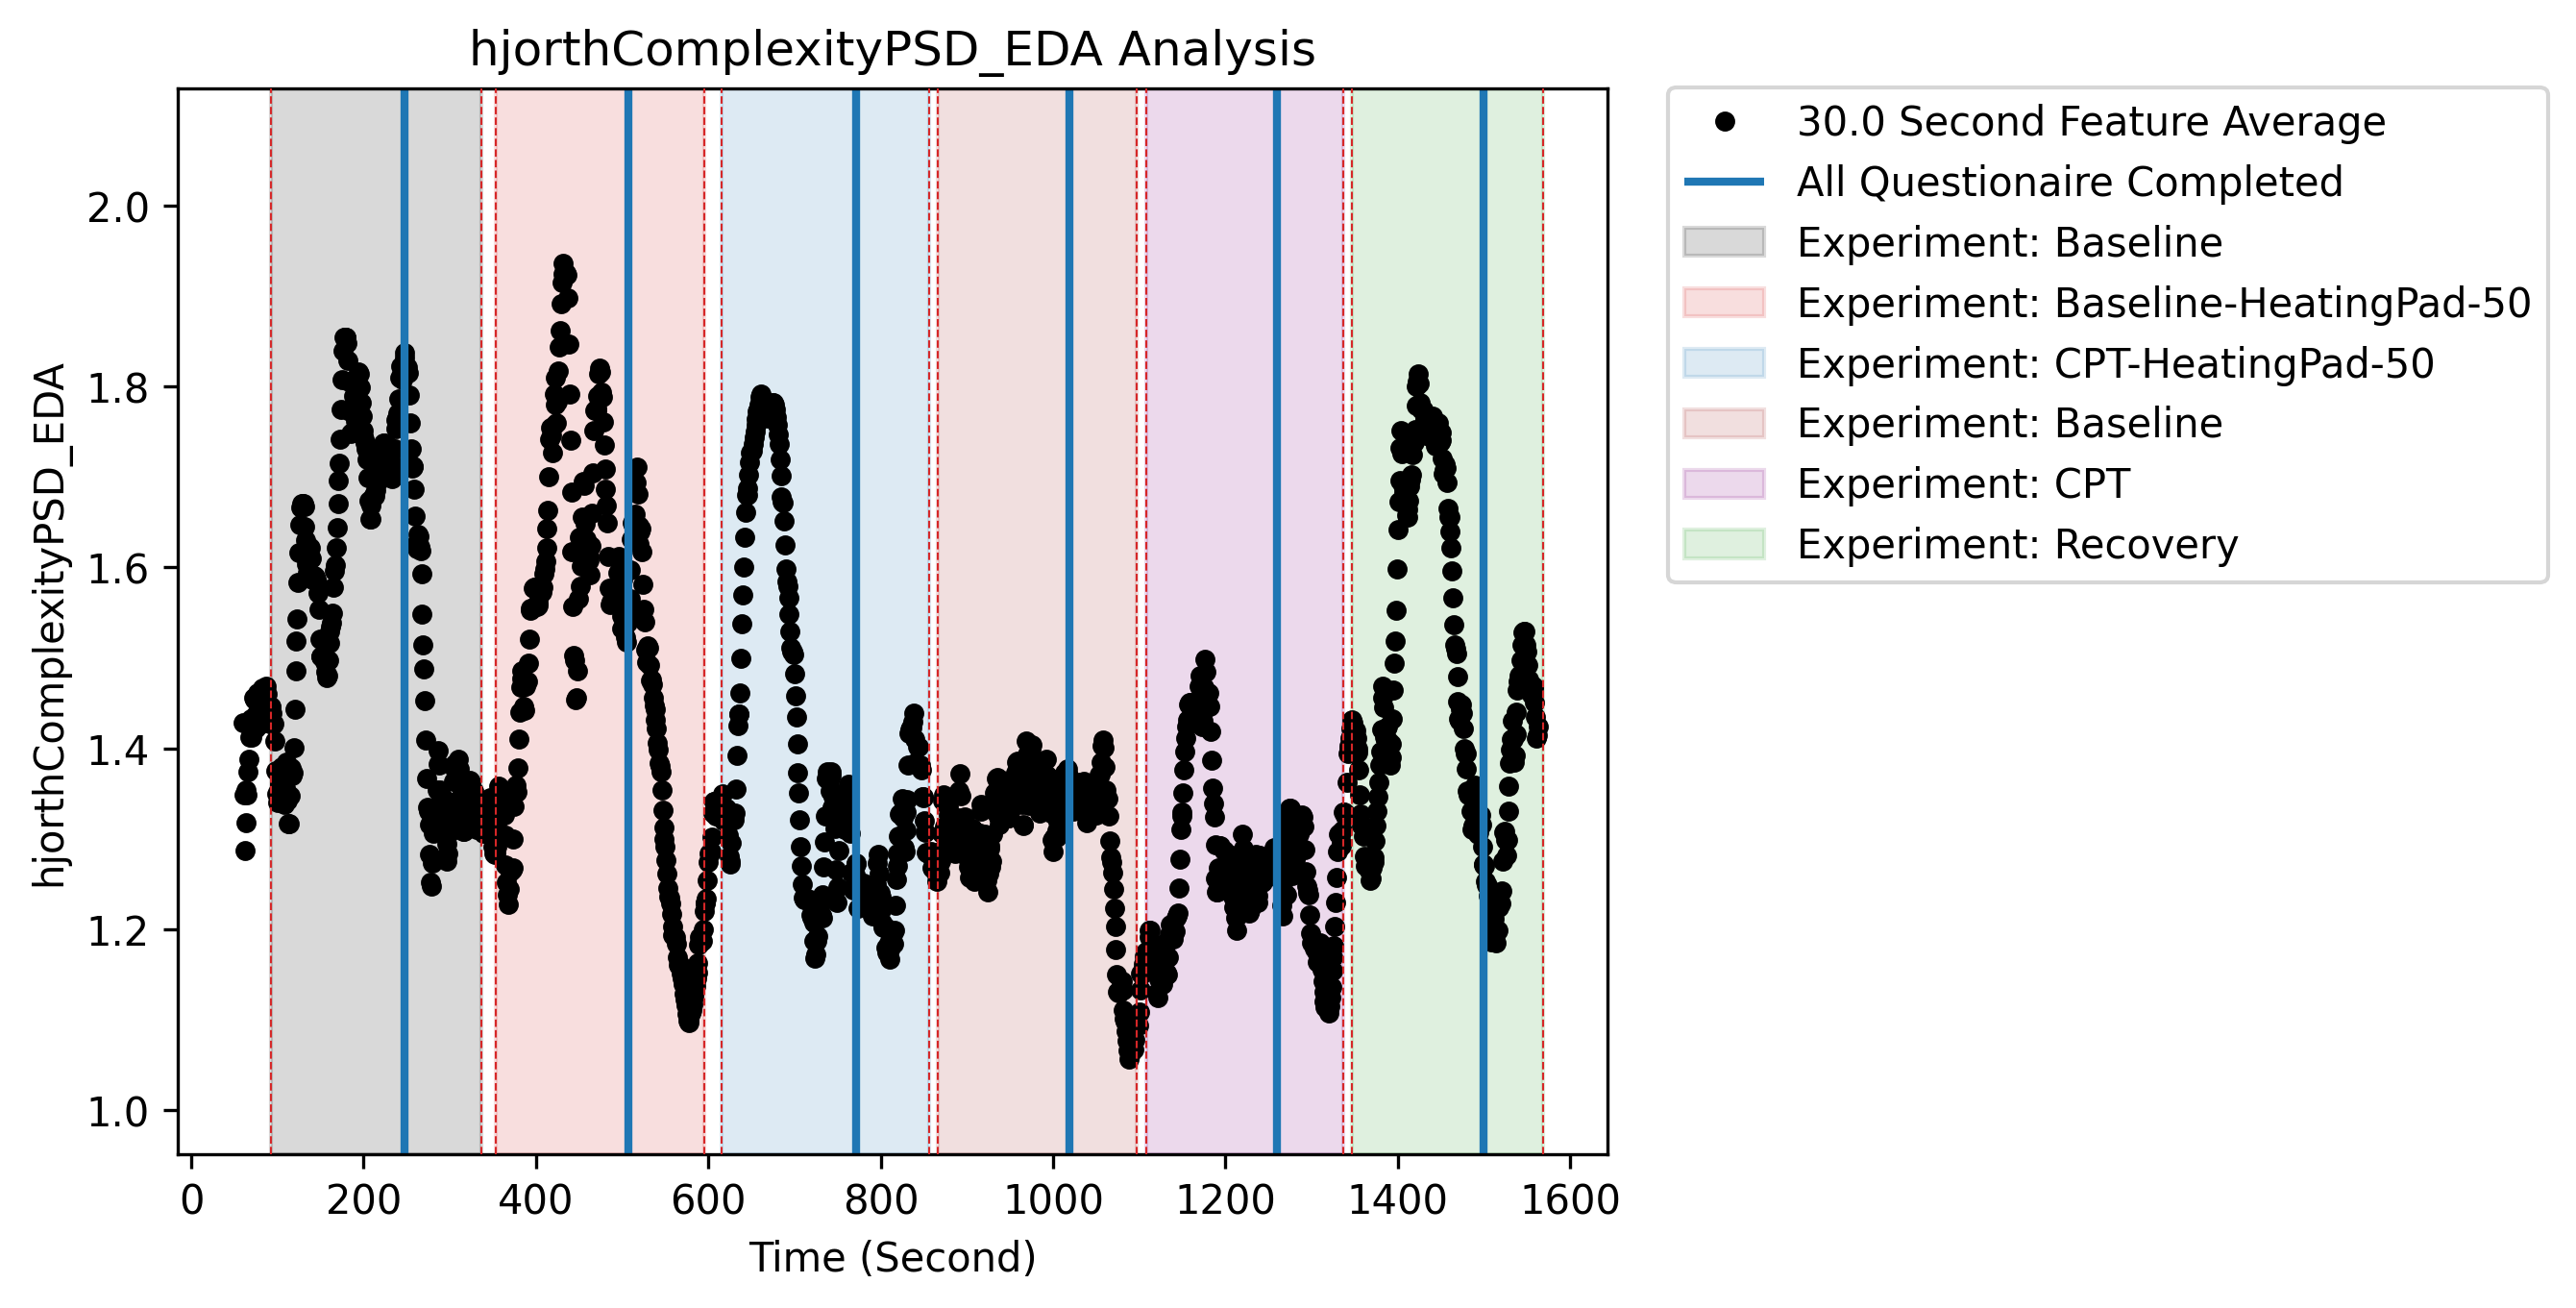 hjorthComplexityPSD_EDA Analysis
hjorthComplexityPSD_EDA
2.0
1.8
1.6
1.4
1.2
1.0
0 200 400 600 800 1000 1200 1400 1600
Time (Second)
30.0 Second Feature Average
All Questionaire Completed
Experiment: Baseline
Experiment: Baseline-HeatingPad-50
Experiment: CPT-HeatingPad-50
Experiment: Baseline
Experiment: CPT
Experiment: Recovery